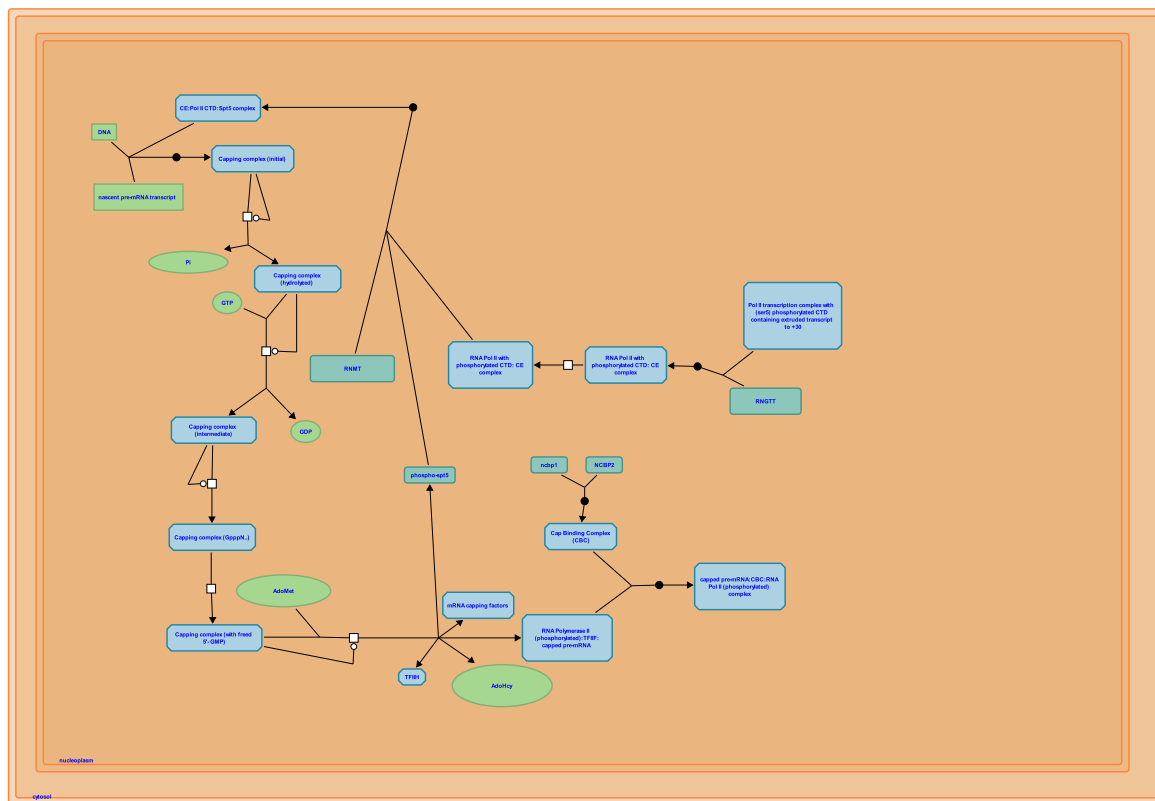 CE:Pol II CTD:Spt5 complex
DNA
Capping complex (initial)
nascent pre-mRNA transcript
Pi
Capping complex
(hydrolyzed)
GTP
Pol II transcription complex with
(ser5) phosphorylated CTD
containing extruded transcript
to +30
RNMT
RNA Pol II with
phosphorylated CTD: CE
complex
RNA Pol II with
phosphorylated CTD: CE
complex
RNGTT
Capping complex
(intermediate)
GDP
phospho-spt5
ncbp1
NCBP2
Capping complex (GpppN..)
Cap Binding Complex
(CBC)
AdoMet
mRNA capping factors
capped pre-mRNA:CBC:RNA
Pol II (phosphorylated)
complex
Capping complex (with freed
5'- GMP)
RNA Polymerase II
(phosphorylated):TFIIF:
capped pre-mRNA
TFIIH
AdoHcy
nucleoplasm
cytosol